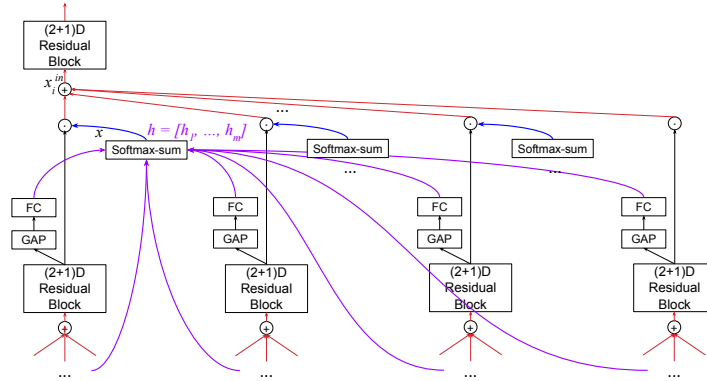 (2+1)D
Residual
Block
x_i^in
+
...
·
·
·
·
x
h = [h_1, ..., h_m]
Softmax-sum
Softmax-sum
Softmax-sum
...
...
FC
FC
FC
FC
GAP
GAP
GAP
GAP
(2+1)D
Residual
Block
(2+1)D
Residual
Block
(2+1)D
Residual
Block
(2+1)D
Residual
Block
+
+
+
+
...
...
...
...